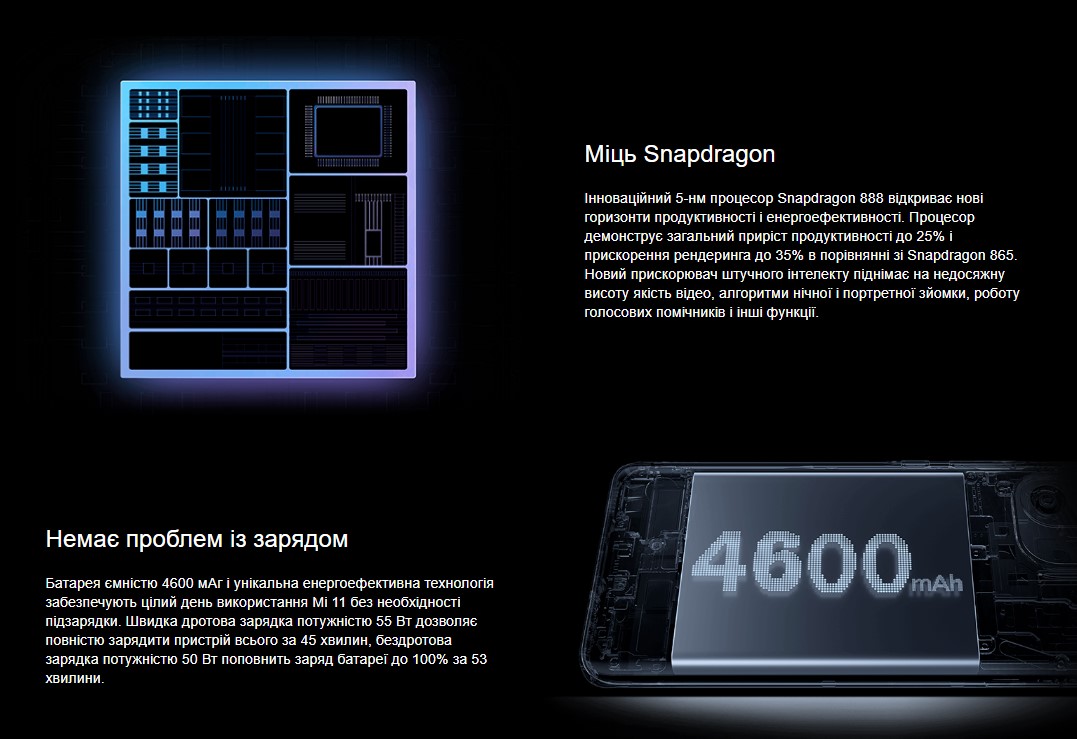 Міць Snapdragon
Інноваційний 5-нм процесор Snapdragon 888 відкриває нові
горизонти продуктивності і енергоефективності. Процесор
демонструє загальний приріст продуктивності до 25% і
прискорення рендеринга до 35% в порівнянні зі Snapdragon 865.
Новий прискорювач штучного інтелекту піднімає на недосяжну
висоту якість відео, алгоритми нічної і портретної зйомки, роботу
голосових помічників і інші функції.
Немає проблем із зарядом
Батарея ємністю 4600 мАг і унікальна енергоефективна технологія
забезпечують цілий день використання Mi 11 без необхідності
підзарядки. Швидка дротова зарядка потужністю 55 Вт дозволяє
повністю зарядити пристрій всього за 45 хвилин, бездротова
зарядка потужністю 50 Вт поповнить заряд батареї до 100% за 53
хвилини.
4600mAh